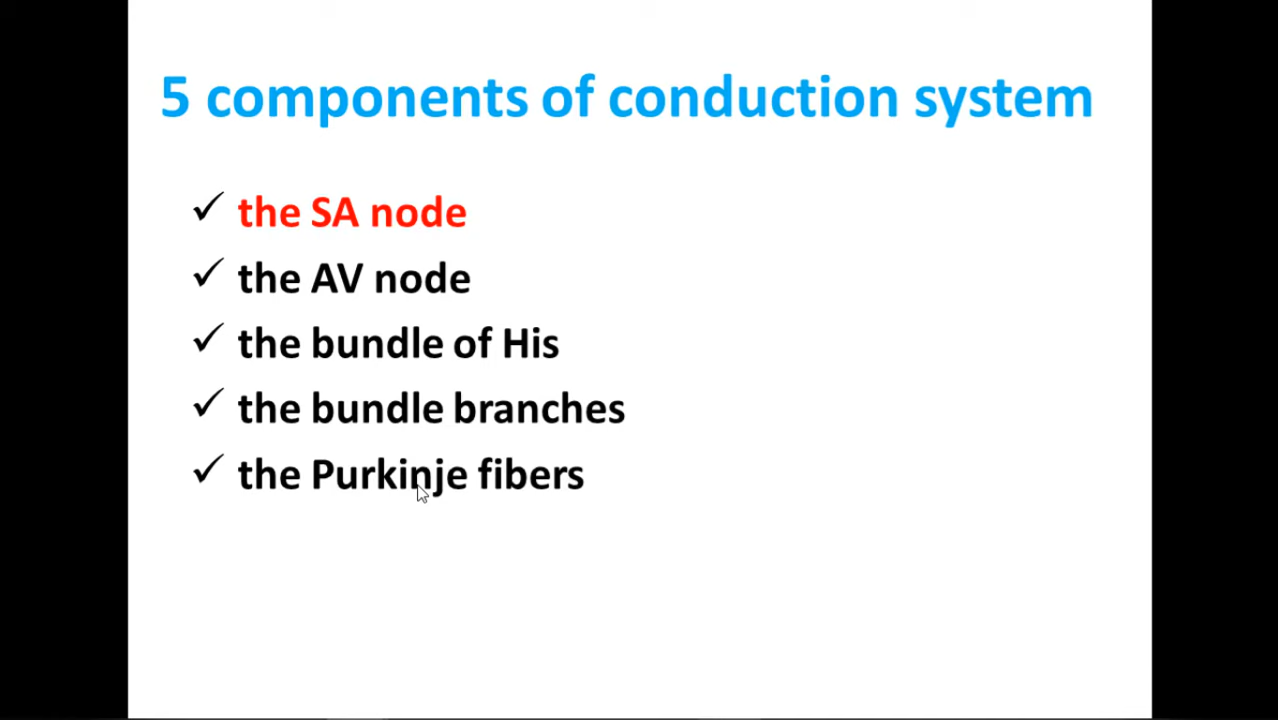 5 components of conduction system
✓ the SA node
✓ the AV node
✓ the bundle of His
✓ the bundle branches
✓ the Purkinje fibers